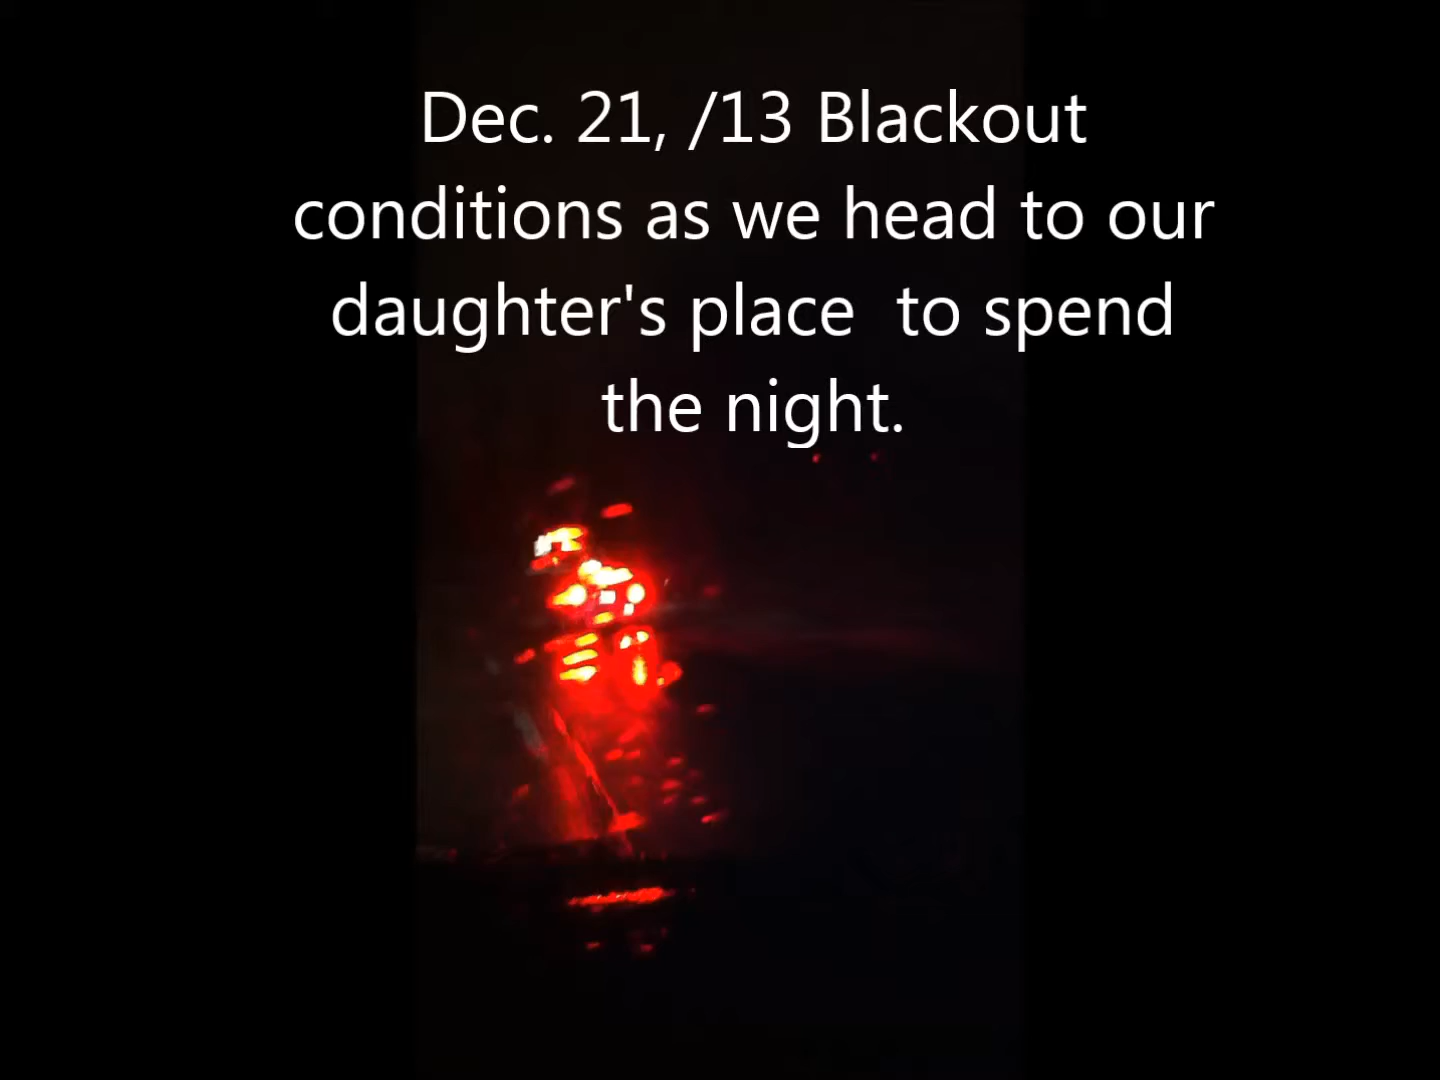 Dec. 21, /13 Blackout
conditions as we head to our
daughter's place  to spend
the night.